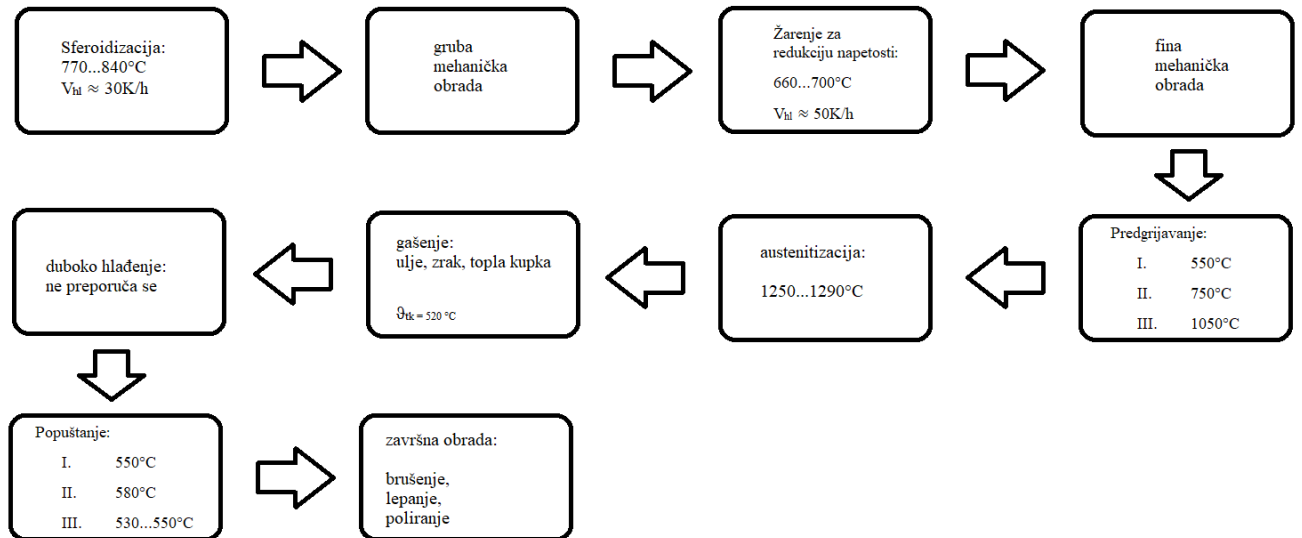 Sferoidizacija:
770...840°C
Vhl ≈ 30K/h
gruba
mehanička
obrada
Žarenje za
redukciju napetosti:
660...700°C
Vhl ≈ 50K/h
fina
mehanička
obrada
Predgrijavanje:
I. 550°C
II. 750°C
III. 1050°C
austenitizacija:
1250...1290°C
gašenje:
ulje, zrak, topla kupka
ϑtk = 520 °C
duboko hlađenje:
ne preporuča se
Popuštanje:
I. 550°C
II. 580°C
III. 530...550°C
završna obrada:
brušenje,
lepanje,
poliranje